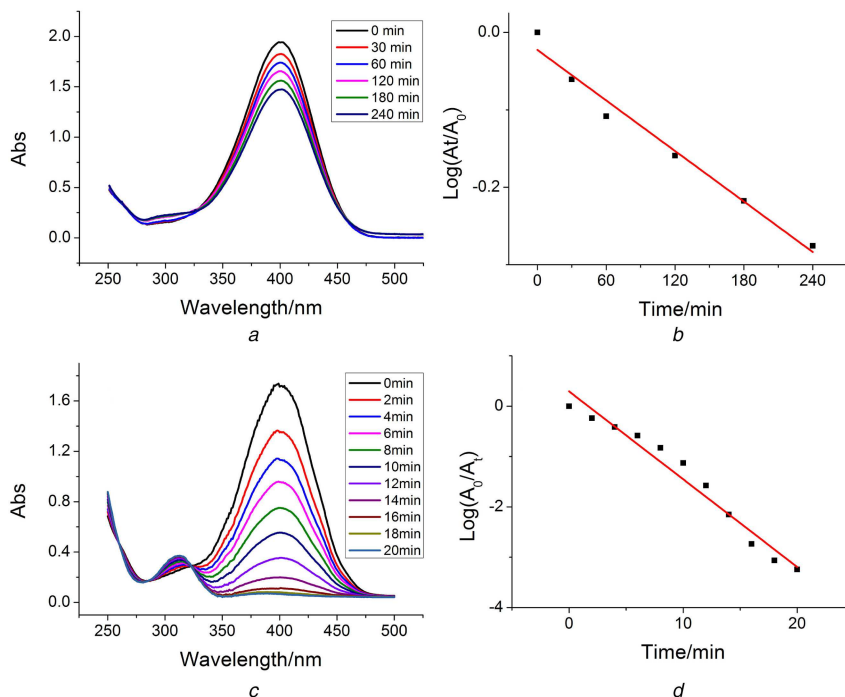 0 min
30 min
60 min
120 min
180 min
240 min
2.0
1.5
1.0
0.5
0.0
Abs
250 300 350 400 450 500
Wavelength/nm
a
0.0
-0.2
Log(At/A0)
0 60 120 180 240
Time/min
b
0min
2min
4min
6min
8min
10min
12min
14min
16min
18min
20min
1.6
1.2
0.8
0.4
0.0
Abs
250 300 350 400 450 500
Wavelength/nm
c
0
-2
-4
Log(A0/At)
0 10 20
Time/min
d